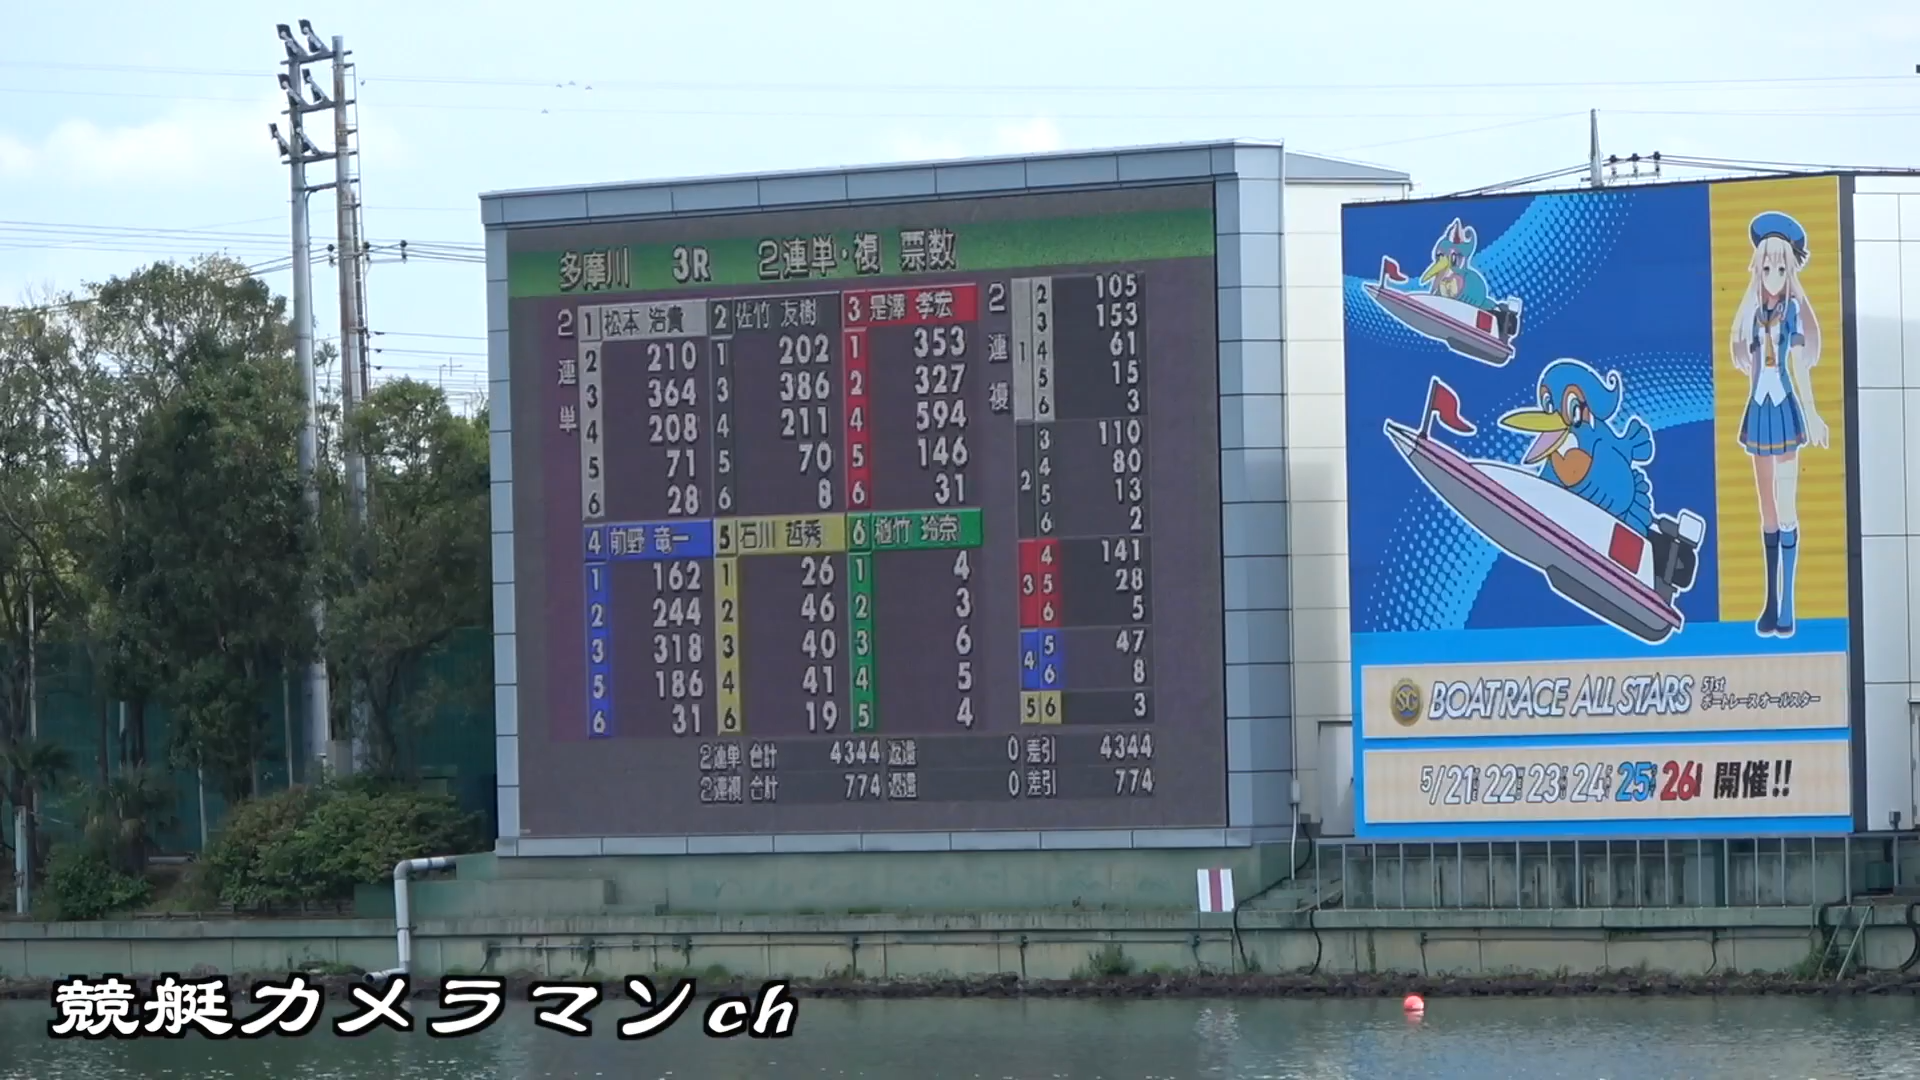 多摩川 3R 2連単・複 票数
2連単
1 松本 浩貴 2 佐竹 友樹 3 是澤 孝宏
2 210 1 202 1 353
3 364 3 386 2 327
4 208 4 211 4 594
5 71 5 70 5 146
6 28 6 8 6 31
4 前野 竜一 5 石川 哲秀 6 樋竹 玲奈
1 162 1 26 1 4
2 244 2 46 2 3
3 318 3 40 3 6
5 186 4 41 4 5
6 31 6 19 5 4
2連複
1 2 105
3 153
4 61
5 15
6 3
2 3 110
4 80
5 13
6 2
3 4 141
5 28
6 5
4 5 47
6 8
5 6 3
2連単 合計 4344 返還 0 差引 4344
2連複 合計 774 返還 0 差引 774
SG BOATRACE ALL STARS 51st
ボートレースオールスター
5/21 22 23 24 25 26 開催!!
競艇カメラマンch